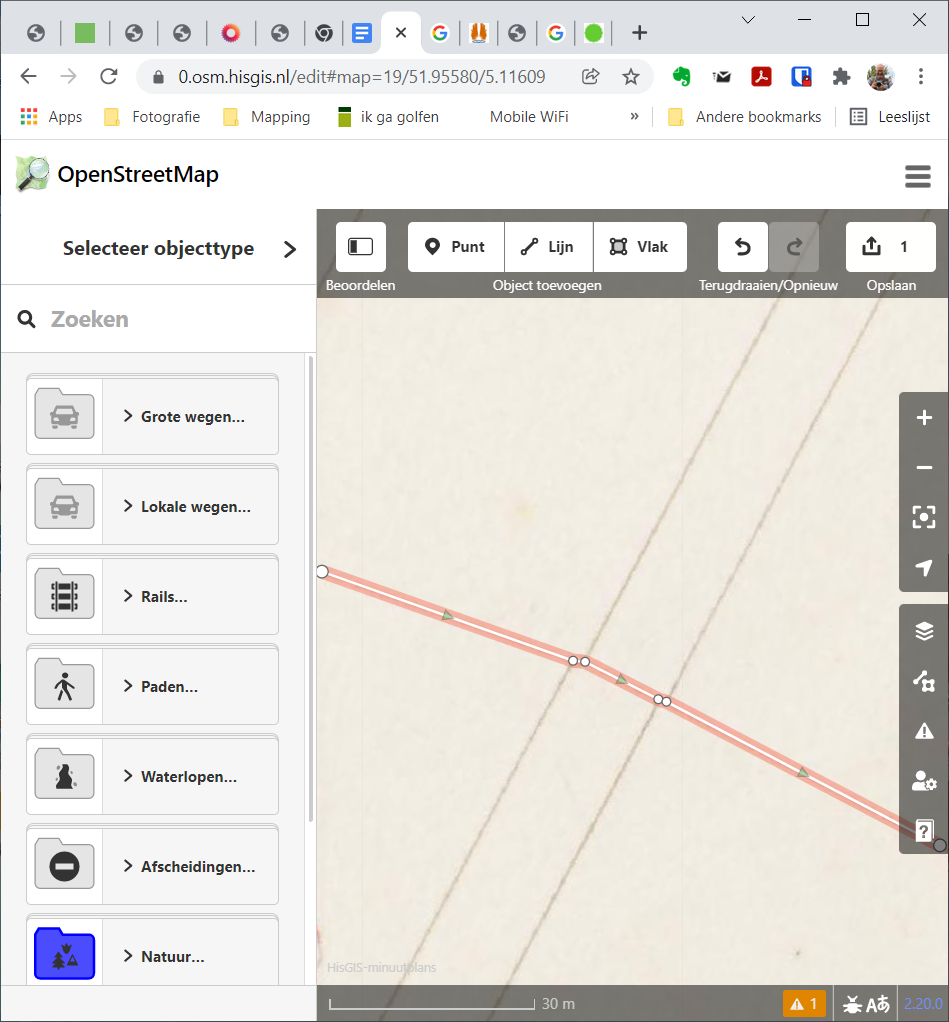 0.osm.hisgis.nl/edit#map=19/51.95580/5.11609
Apps Fotografie Mapping ik ga golfen Mobile WiFi » Andere bookmarks Leeslijst
OpenStreetMap
Selecteer objecttype
Punt Lijn Vlak 1
Beoordelen Object toevoegen Terugdraaien/Opnieuw Opslaan
Zoeken
Grote wegen...
Lokale wegen...
Rails...
Paden...
Waterlopen...
Afscheidingen...
Natuur...
HisGIS-minuutplans
30 m 1 Aあ 2.20.0